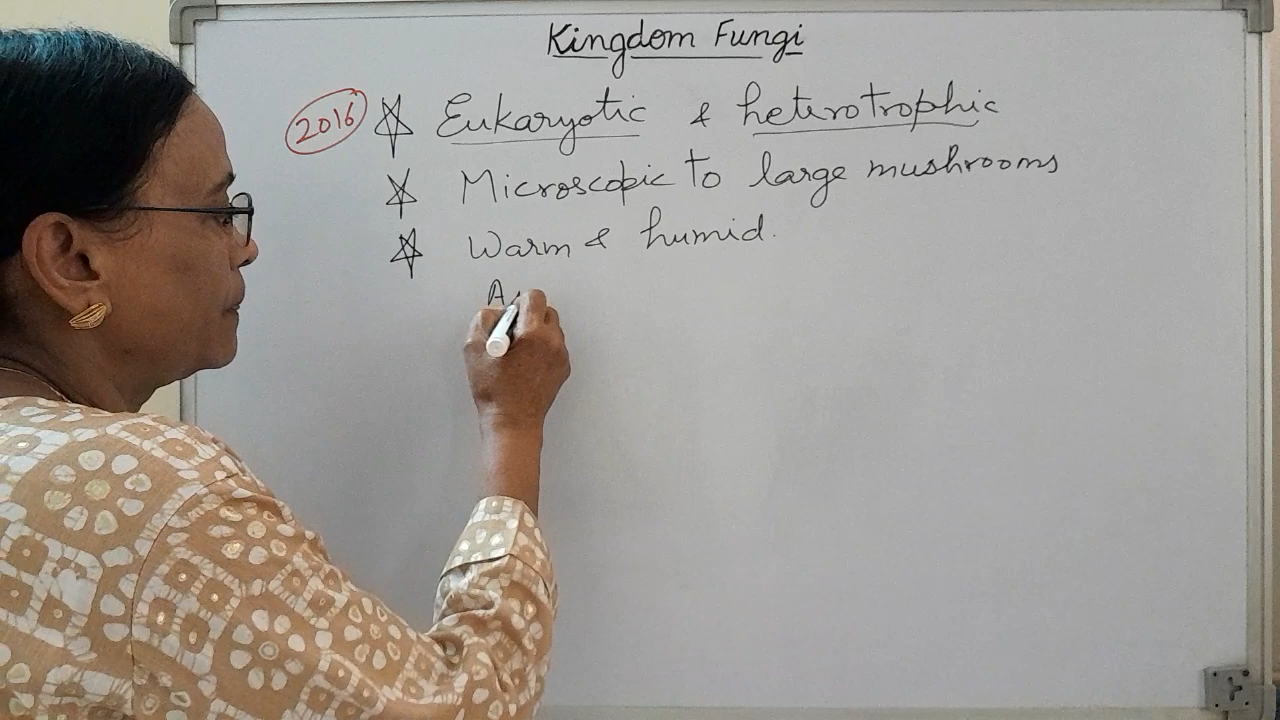 Kingdom Fungi
2016 Eukaryotic & heterotrophic
Microscopic to large mushrooms
Warm & humid.
A